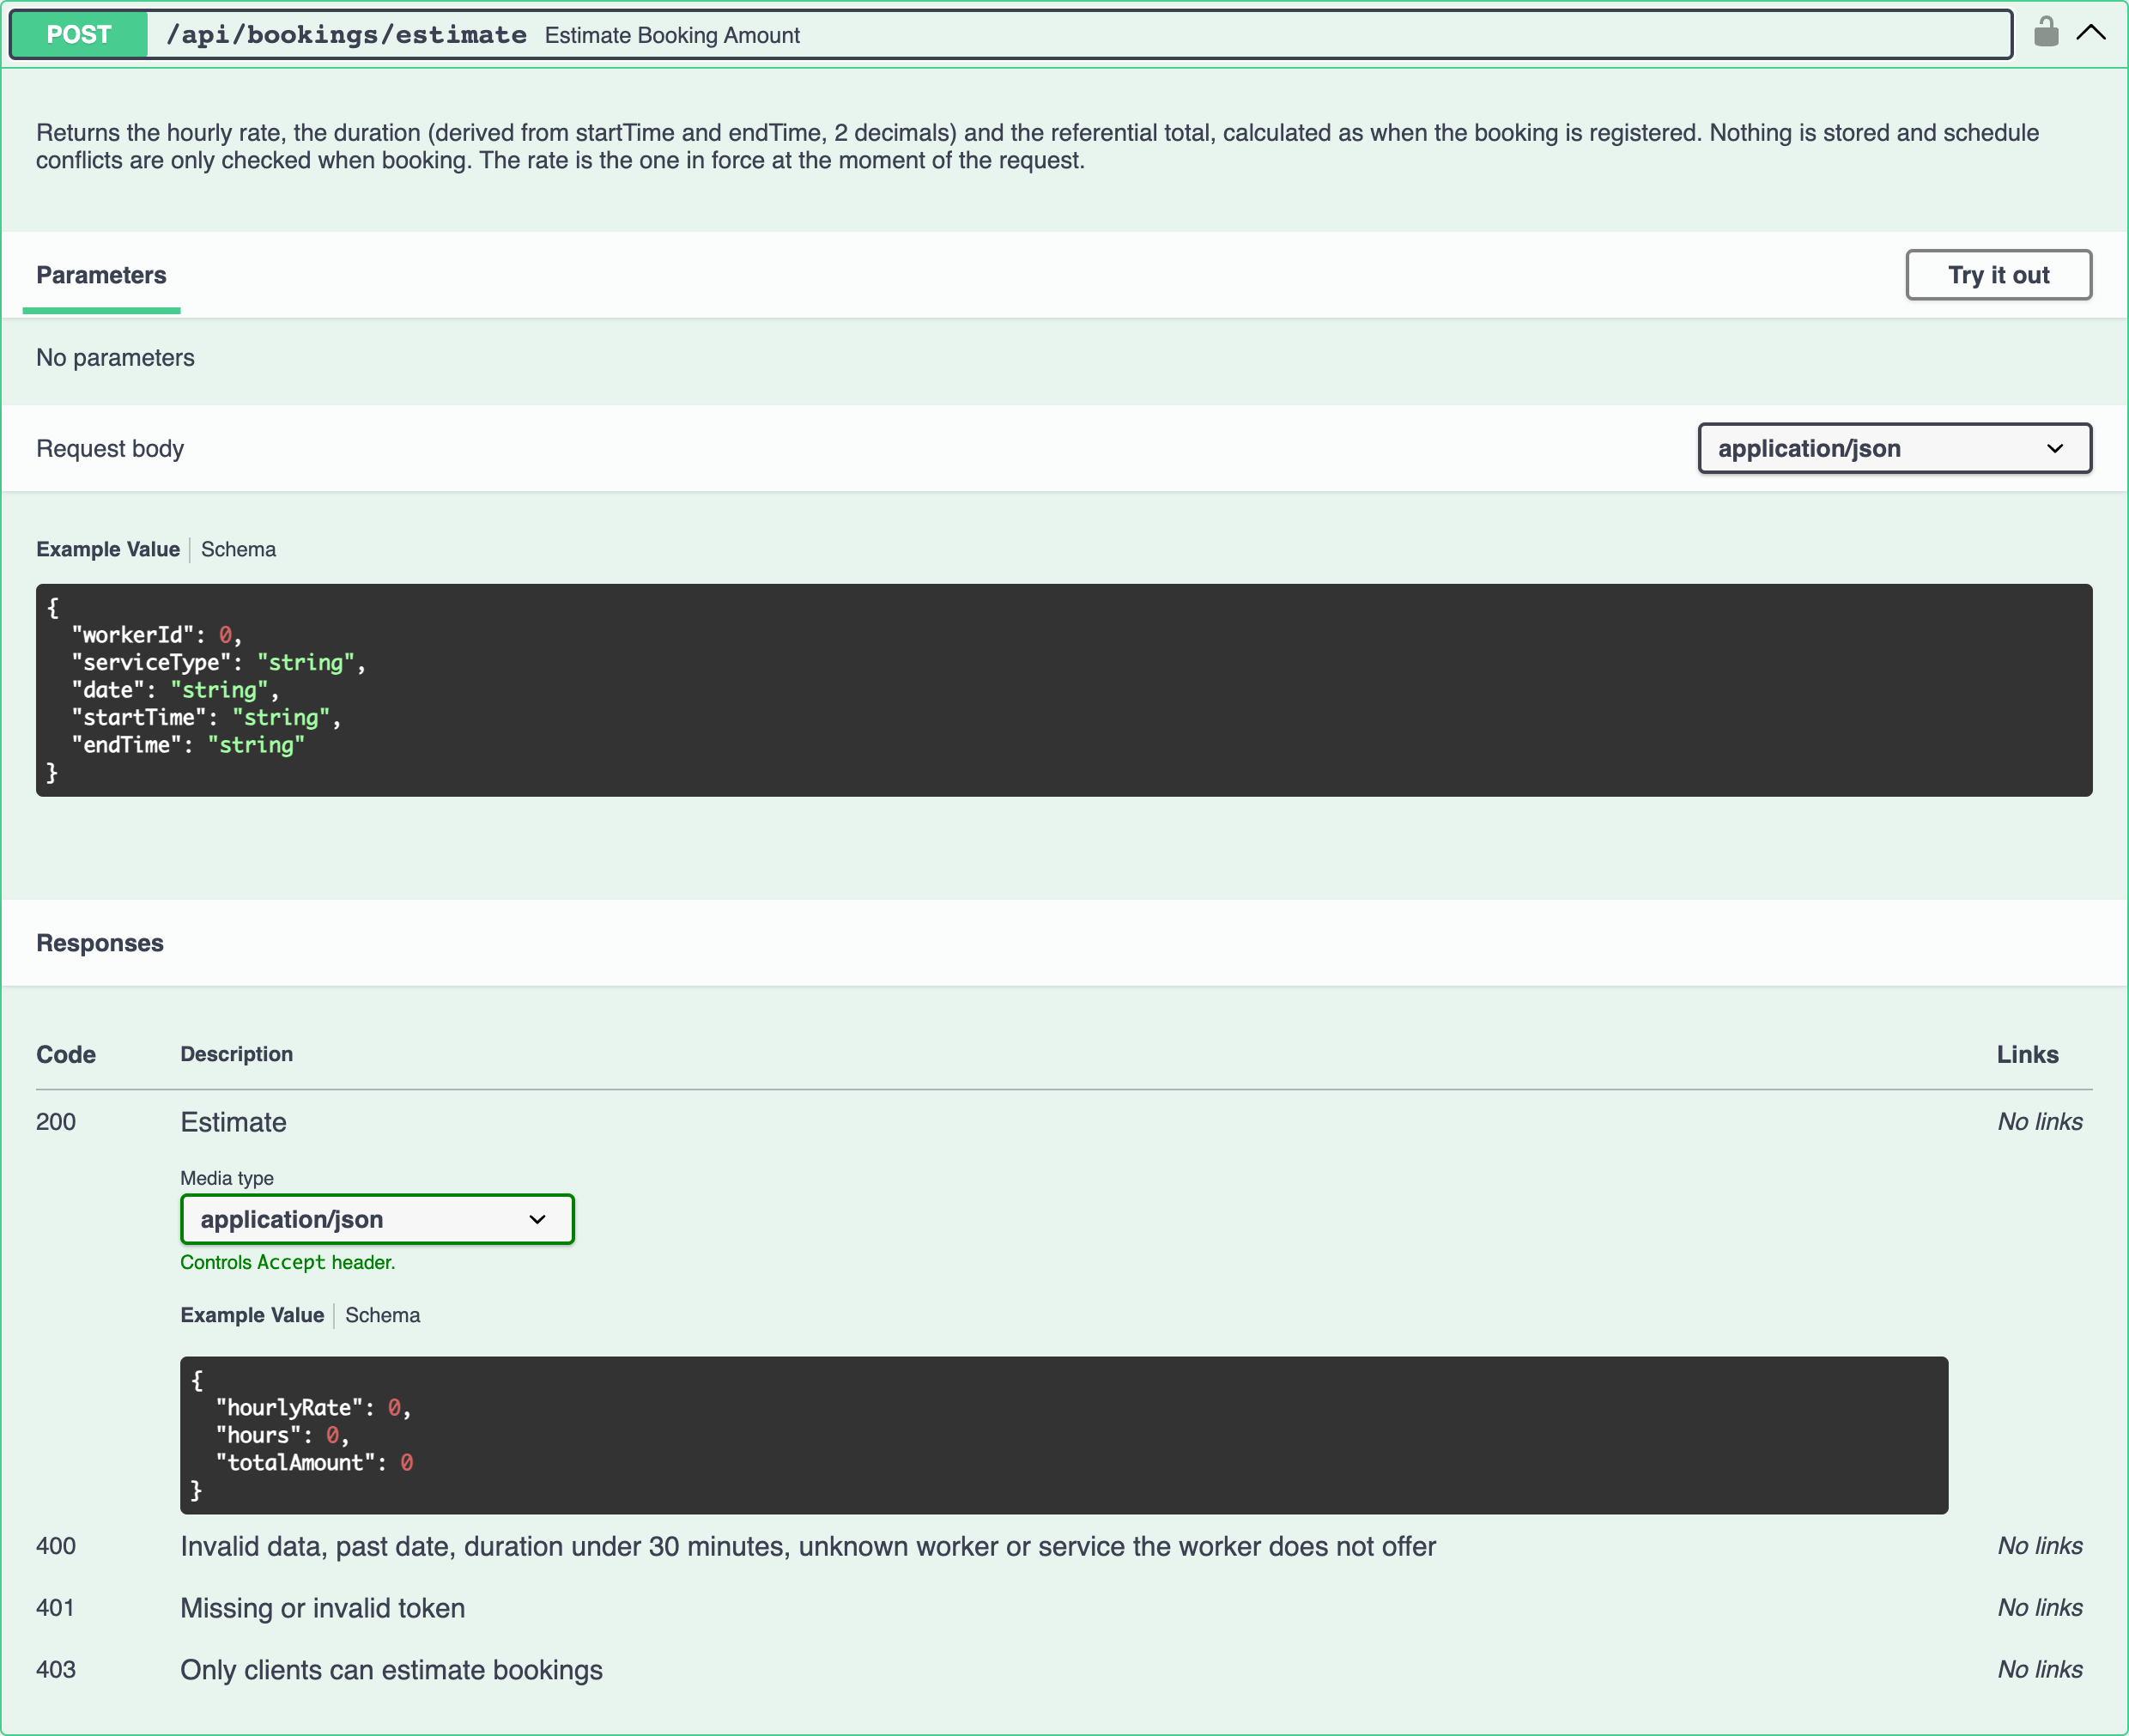 POST /api/bookings/estimate Estimate Booking Amount
Returns the hourly rate, the duration (derived from startTime and endTime, 2 decimals) and the referential total, calculated as when the booking is registered. Nothing is stored and schedule
conflicts are only checked when booking. The rate is the one in force at the moment of the request.
Parameters
Try it out
No parameters
Request body
application/json
Example Value Schema
{
"workerId": 0,
"serviceType": "string",
"date": "string",
"startTime": "string",
"endTime": "string"
}
Responses
Code Description Links
200 Estimate No links
Media type
application/json
Controls Accept header.
Example Value Schema
{
"hourlyRate": 0,
"hours": 0,
"totalAmount": 0
}
400 Invalid data, past date, duration under 30 minutes, unknown worker or service the worker does not offer No links
401 Missing or invalid token No links
403 Only clients can estimate bookings No links